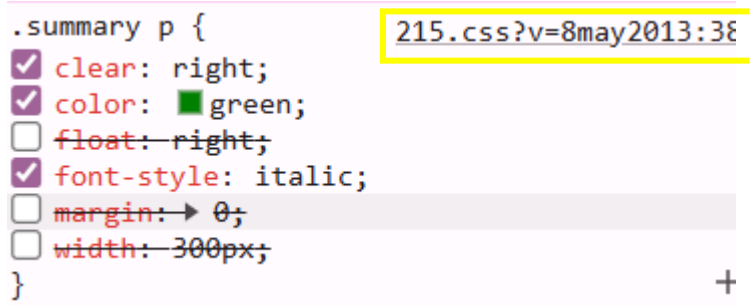 .summary p {
215.css?v=8may2013:38
clear: right;
color: green;
float: right;
font-style: italic;
margin: 0;
width: 300px;
}
+